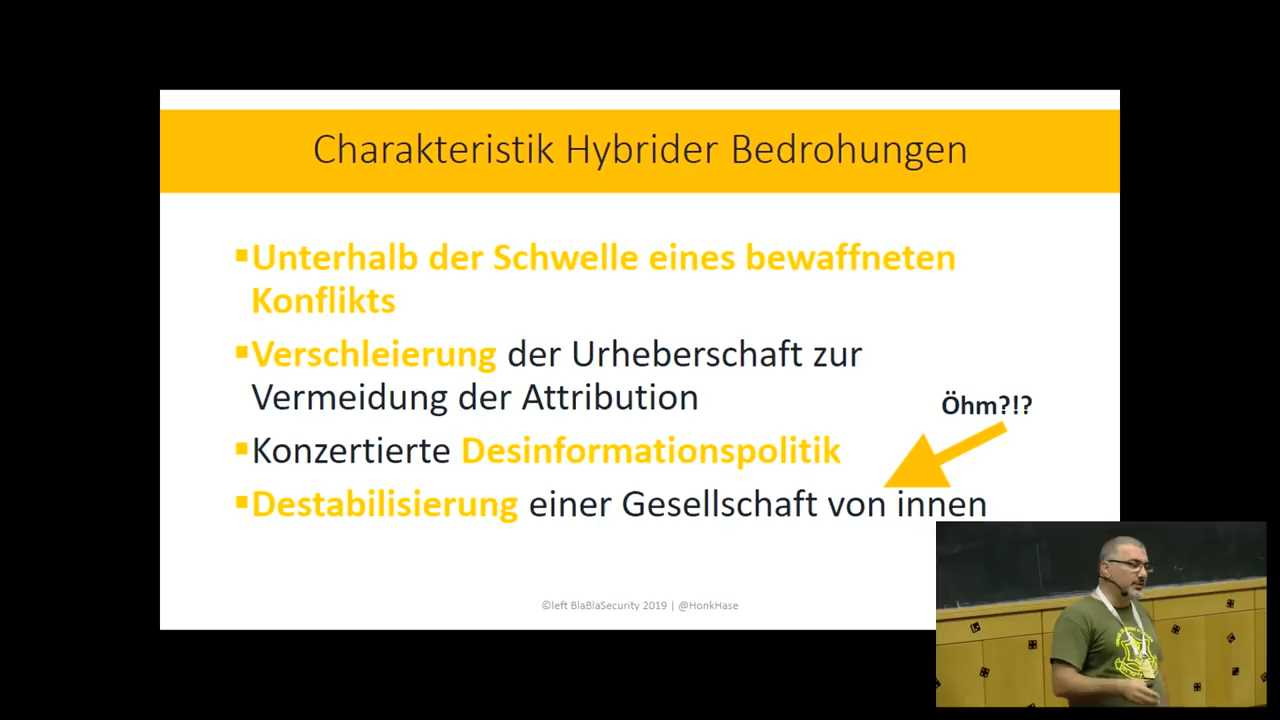 Charakteristik Hybrider Bedrohungen
▪Unterhalb der Schwelle eines bewaffneten
Konflikts
▪Verschleierung der Urheberschaft zur
Vermeidung der Attribution
Öhm?!?
▪Konzertierte Desinformationspolitik
▪Destabilisierung einer Gesellschaft von innen
©left BlaBlaSecurity 2019 | @HonkHase